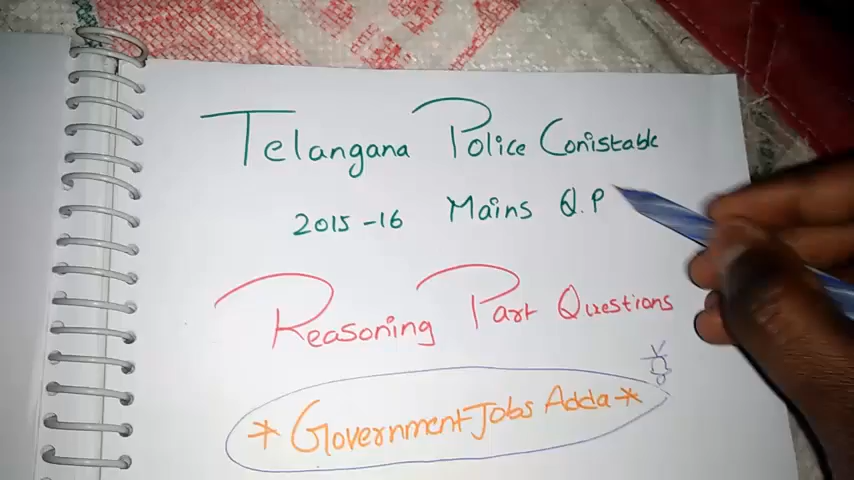 Telangana Police Conistable
2015-16 Mains Q.P
Reasoning Part Questions
* Government Jobs Adda *